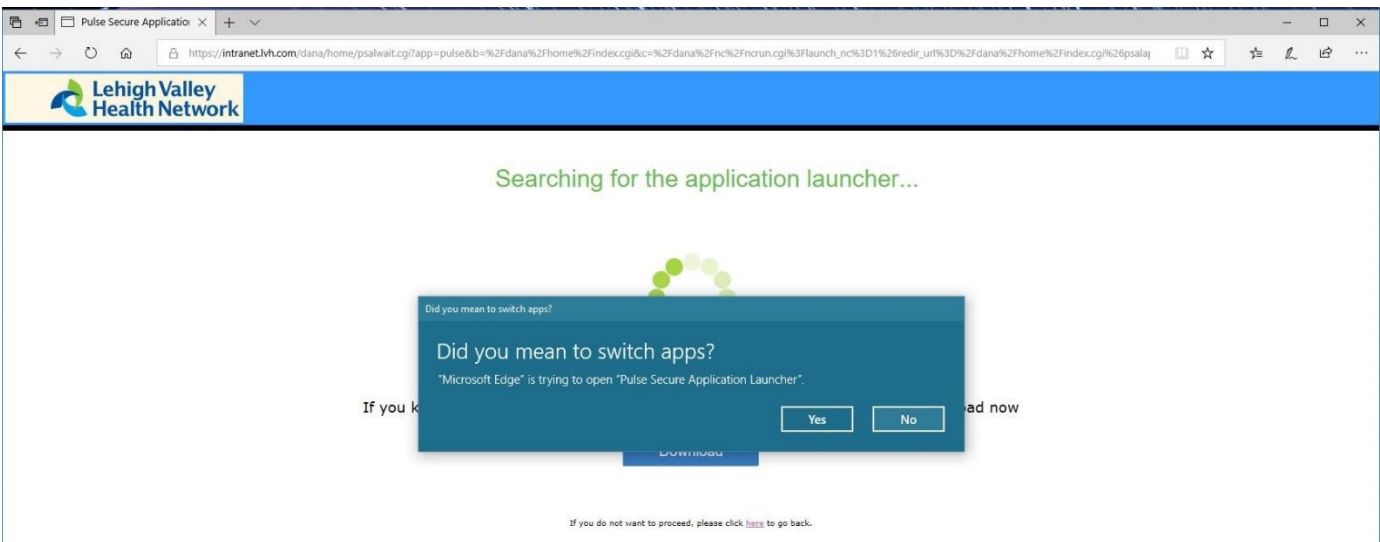 Pulse Secure Applicatio
https://intranet.lvh.com/dana/home/psalwait.cgi?app=pulse&b=%2Fdana%2Fhome%2Findex.cgi&c=%2Fdana%2Fnc%2Fncrun.cgi%3Flaunch_nc%3D1%26redir_url%3D%2Fdana%2Fhome%2Findex.cgi%26psalap
Lehigh Valley
Health Network
Searching for the application launcher...
Did you mean to switch apps?
Did you mean to switch apps?
"Microsoft Edge" is trying to open "Pulse Secure Application Launcher".
Yes No
If you k ad now
Download
If you do not want to proceed, please click here to go back.